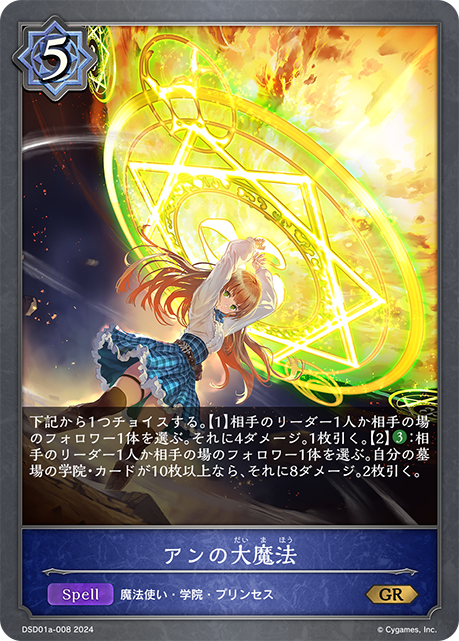 5
下記から1つチョイスする。【1】相手のリーダー1人か相手の場
のフォロワー1体を選ぶ。それに4ダメージ。1枚引く。【2】3:相
手のリーダー1人か相手の場のフォロワー1体を選ぶ。自分の墓
場の学院・カードが10枚以上なら、それに8ダメージ。2枚引く。
だい ま ほう
アンの大魔法
Spell 魔法使い・学院・プリンセス GR
DSD01a-008 2024 © Cygames, Inc.